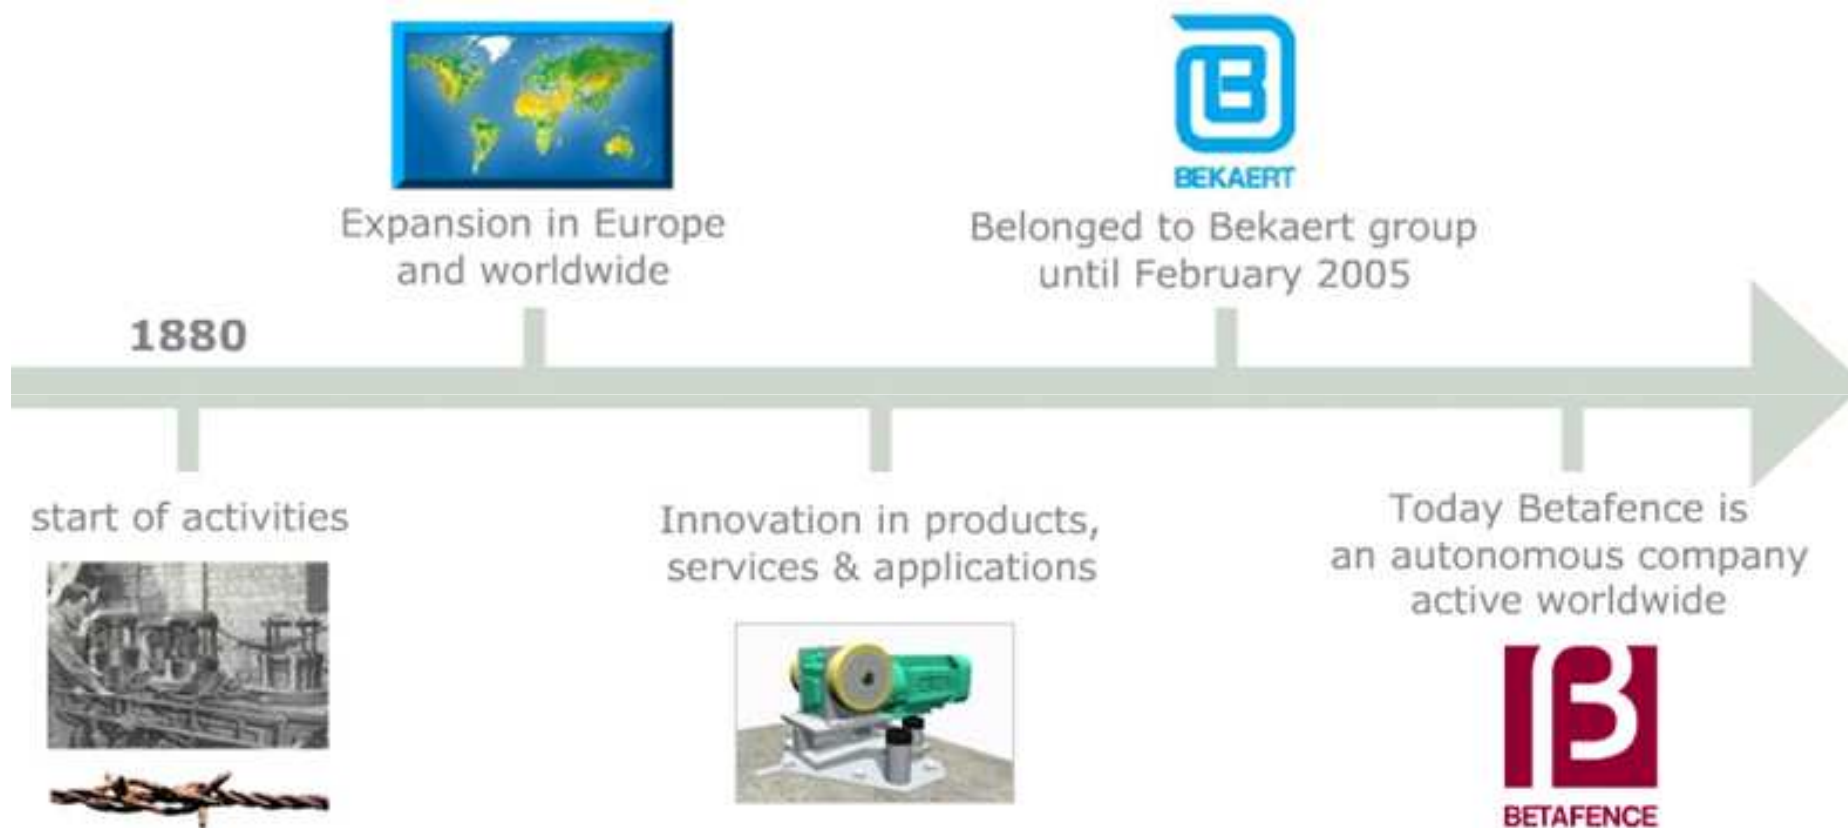 BEKAERT
Expansion in Europe
and worldwide
Belonged to Bekaert group
until February 2005
1880
start of activities
Innovation in products,
services & applications
Today Betafence is
an autonomous company
active worldwide
BETAFENCE